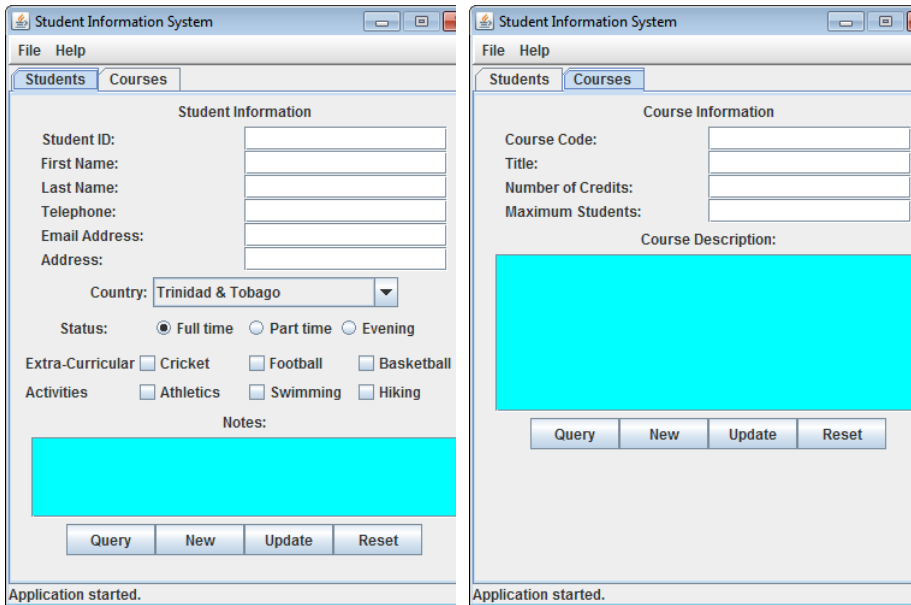 Student Information System
File Help
Students Courses
Student Information
Student ID:
First Name:
Last Name:
Telephone:
Email Address:
Address:
Country: Trinidad & Tobago
Status: Full time Part time Evening
Extra-Curricular Cricket Football Basketball
Activities Athletics Swimming Hiking
Notes:
Query New Update Reset
Application started.
Student Information System
File Help
Students Courses
Course Information
Course Code:
Title:
Number of Credits:
Maximum Students:
Course Description:
Query New Update Reset
Application started.